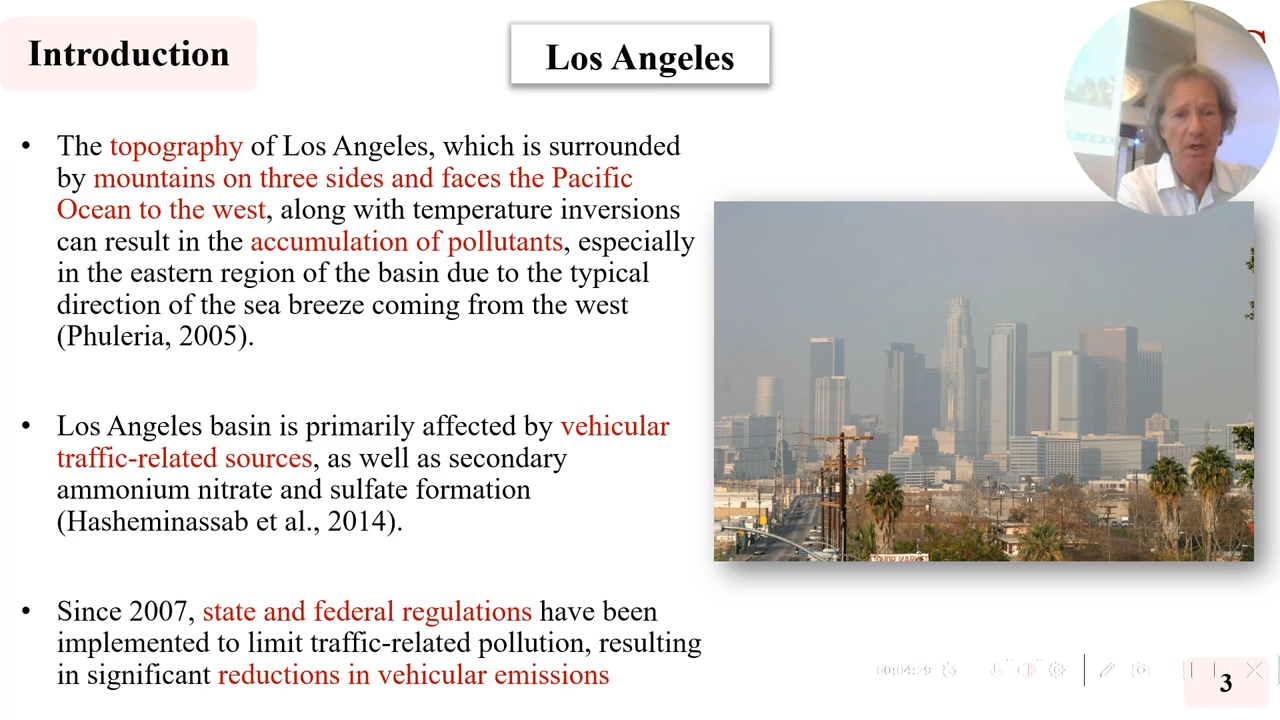 Introduction
Los Angeles
• The topography of Los Angeles, which is surrounded
by mountains on three sides and faces the Pacific
Ocean to the west, along with temperature inversions
can result in the accumulation of pollutants, especially
in the eastern region of the basin due to the typical
direction of the sea breeze coming from the west
(Phuleria, 2005).
• Los Angeles basin is primarily affected by vehicular
traffic-related sources, as well as secondary
ammonium nitrate and sulfate formation
(Hasheminassab et al., 2014).
• Since 2007, state and federal regulations have been
implemented to limit traffic-related pollution, resulting
in significant reductions in vehicular emissions
00:04:29
3